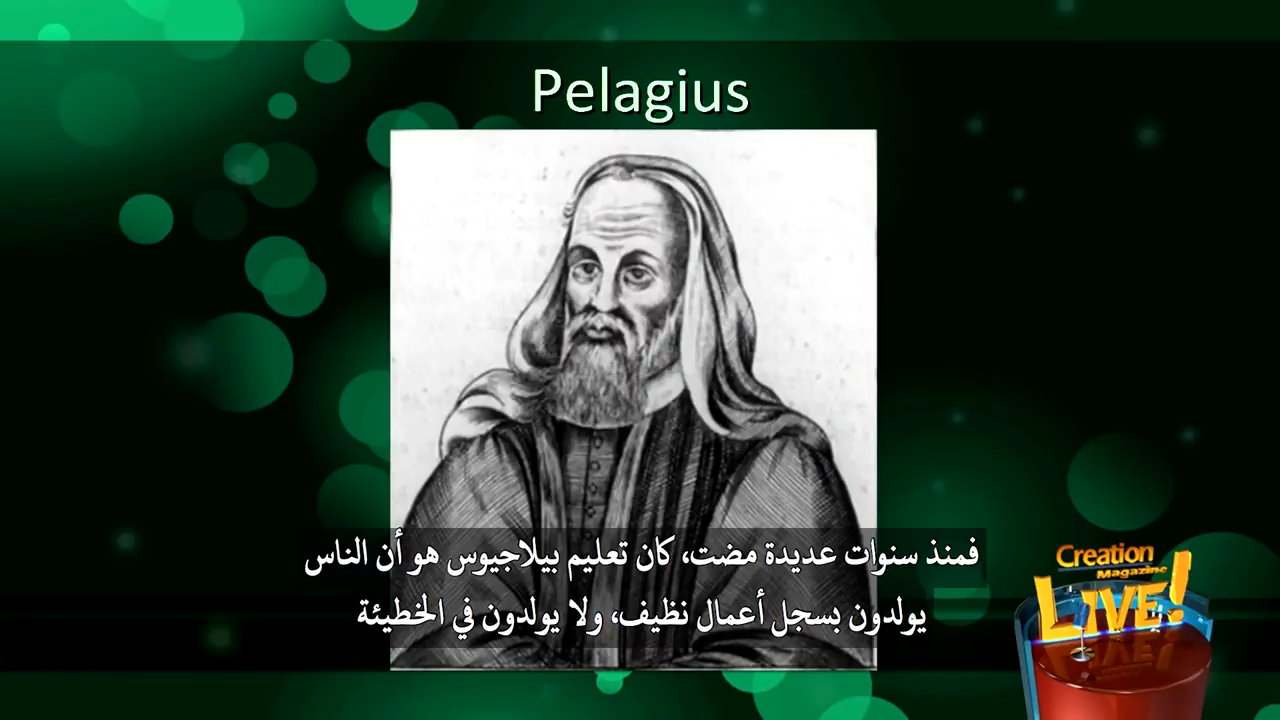 Pelagius
فمنذ سنوات عديدة مضت، كان تعليم بيلاجيوس هو أن الناس
يولدون بسجل أعمال نظيف، ولا يولدون في الخطيئة
Creation
Magazine
LIVE!